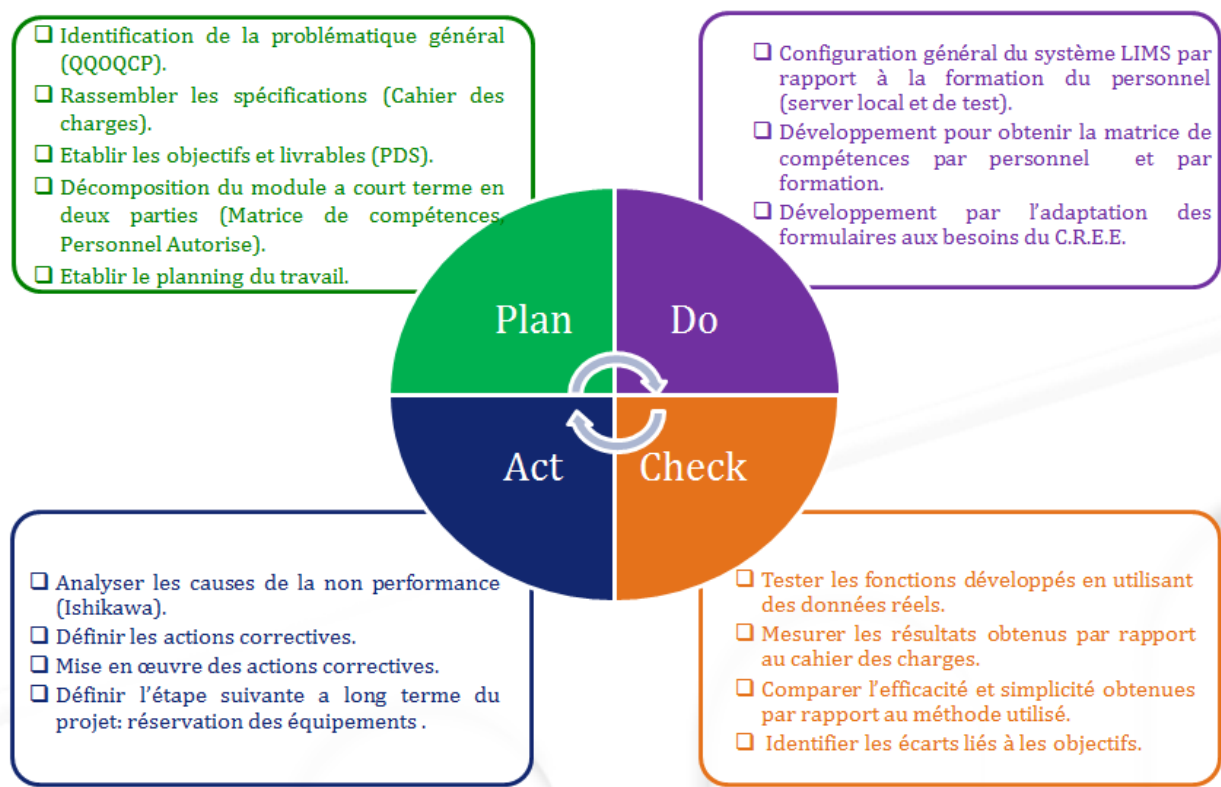 ❑ Identification de la problématique général
(QQOQCP).
❑ Rassembler les spécifications (Cahier des
charges).
❑ Etablir les objectifs et livrables (PDS).
❑ Décomposition du module a court terme en
deux parties (Matrice de compétences,
Personnel Autorise).
❑ Etablir le planning du travail.
❑ Configuration général du système LIMS par
rapport à la formation du personnel
(server local et de test).
❑ Développement pour obtenir la matrice de
compétences par personnel et par
formation.
❑ Développement par l’adaptation des
formulaires aux besoins du C.R.E.E.
Plan
Do
Act
Check
❑ Analyser les causes de la non performance
(Ishikawa).
❑ Définir les actions correctives.
❑ Mise en œuvre des actions correctives.
❑ Définir l’étape suivante a long terme du
projet: réservation des équipements .
❑ Tester les fonctions développés en utilisant
des données réels.
❑ Mesurer les résultats obtenus par rapport
au cahier des charges.
❑ Comparer l’efficacité et simplicité obtenues
par rapport au méthode utilisé.
❑ Identifier les écarts liés à les objectifs.